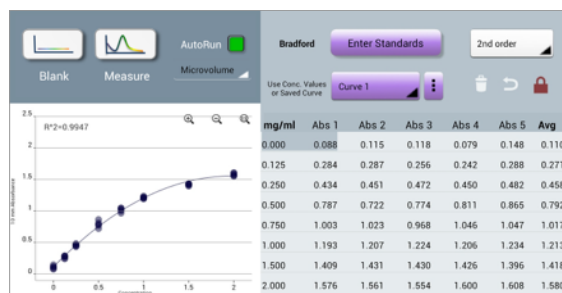 Blank
Measure
AutoRun
Microvolume
Bradford
Enter Standards
2nd order
Use Conc. Values
or Saved Curve
Curve 1
R^2=0.9947
2.5
2
1.5
1
0.5
0
0 0.5 1 1.5 2
10 mm Absorbance
mg/ml Abs 1 Abs 2 Abs 3 Abs 4 Abs 5 Avg
0.000 0.088 0.115 0.118 0.079 0.148 0.110
0.125 0.284 0.287 0.256 0.242 0.288 0.271
0.250 0.434 0.451 0.472 0.450 0.482 0.458
0.500 0.787 0.722 0.774 0.811 0.865 0.792
0.750 1.003 1.023 0.968 1.046 1.047 1.017
1.000 1.193 1.207 1.224 1.206 1.234 1.213
1.500 1.409 1.431 1.430 1.426 1.396 1.418
2.000 1.576 1.561 1.554 1.600 1.608 1.580